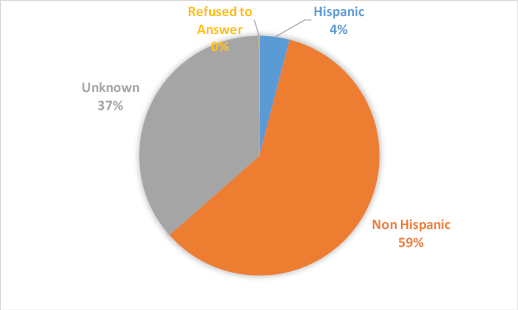 Refused to
Answer
0%
Hispanic
4%
Unknown
37%
Non Hispanic
59%